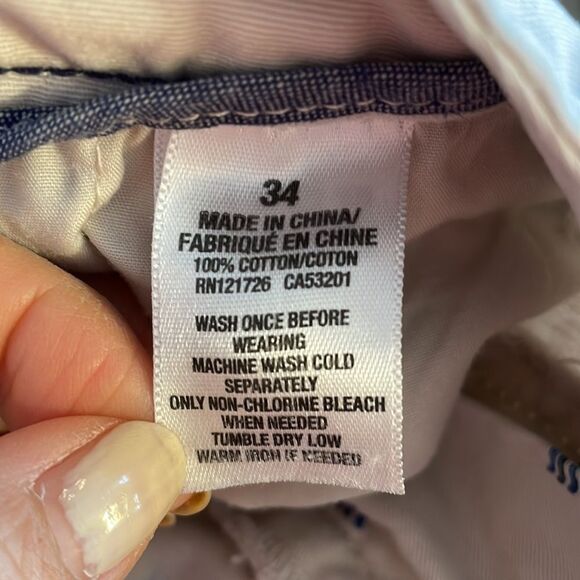 34
MADE IN CHINA/
FABRIQUÉ EN CHINE
100% COTTON/COTON
RN121726 CA53201
WASH ONCE BEFORE
WEARING
MACHINE WASH COLD
SEPARATELY
ONLY NON-CHLORINE BLEACH
WHEN NEEDED
TUMBLE DRY LOW
WARM IRON IF NEEDED